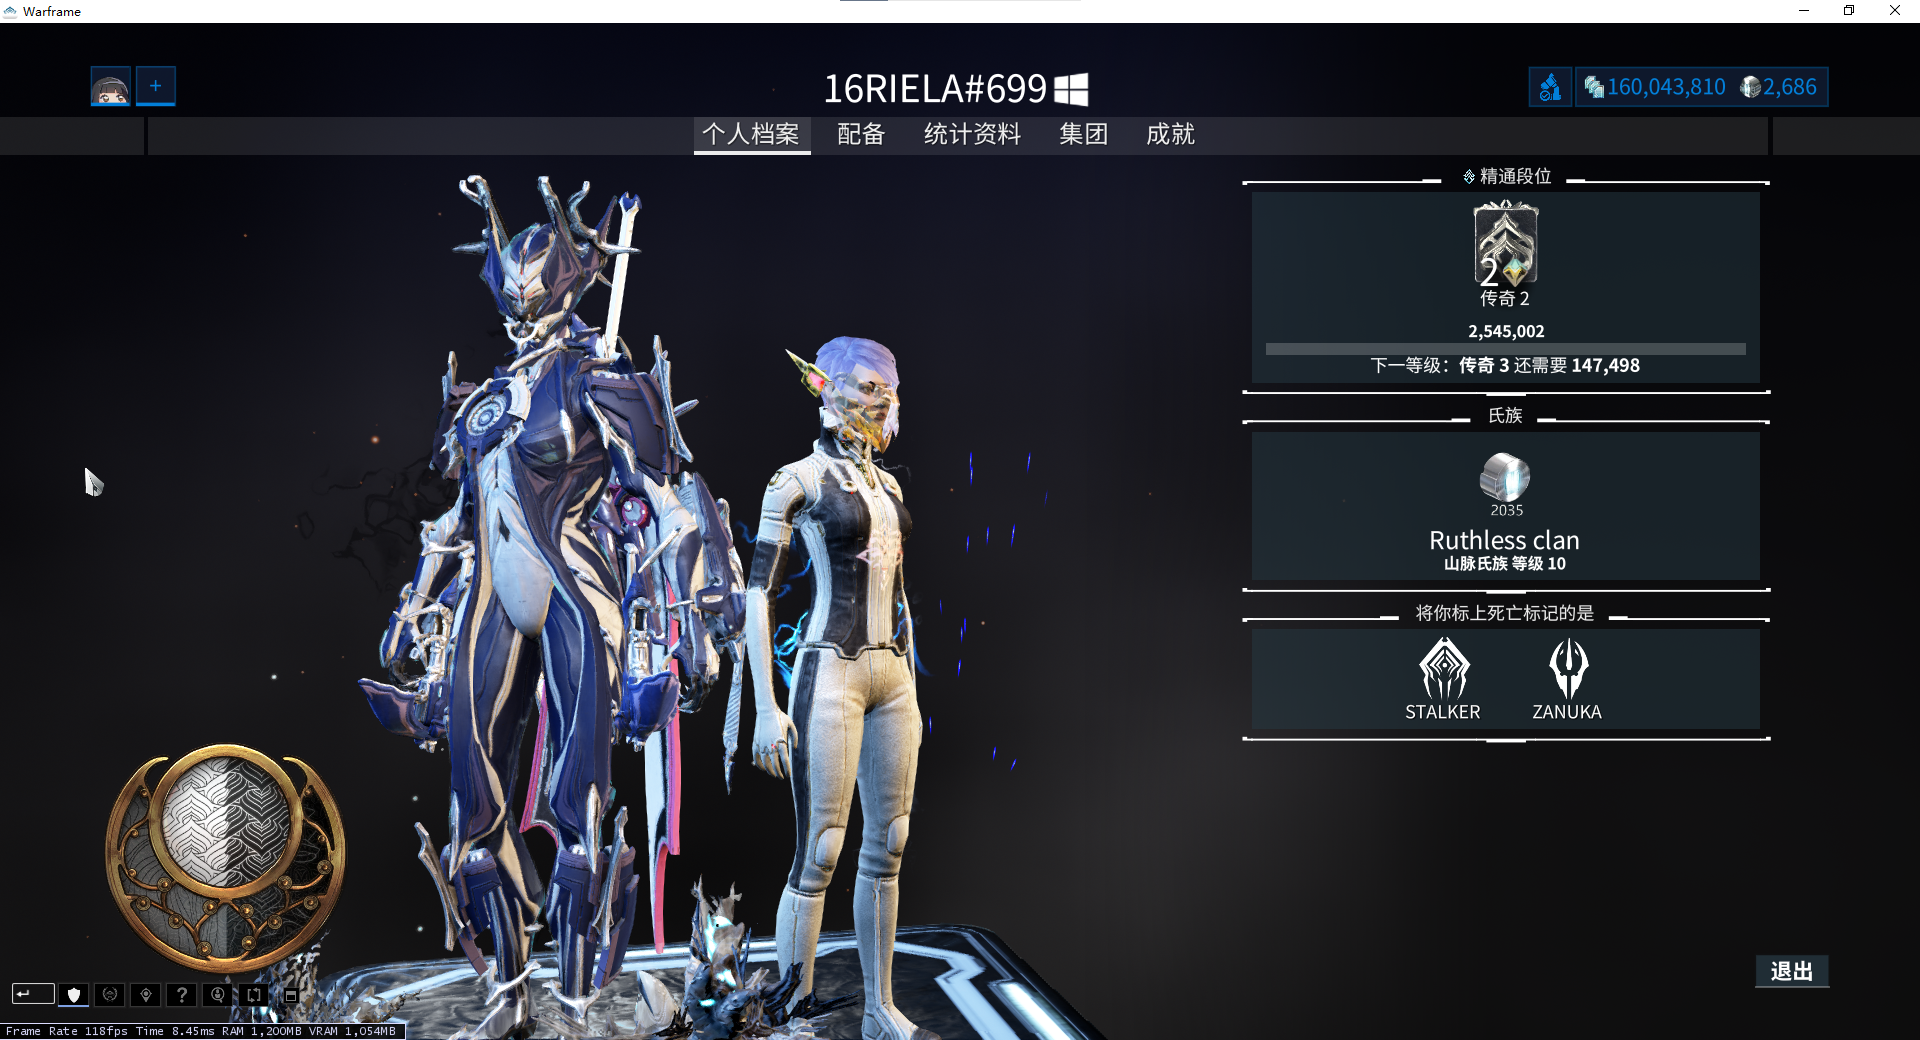 Warframe
16RIELA#699
160,043,810 2,686
个人档案 配备 统计资料 集团 成就
精通段位
2
传奇 2
2,545,002
下一等级：传奇 3 还需要 147,498
氏族
2035
Ruthless clan
山脉氏族 等级 10
将你标上死亡标记的是
STALKER ZANUKA
退出
Frame Rate 118fps Time 8.45ms RAM 1,200MB VRAM 1,054MB